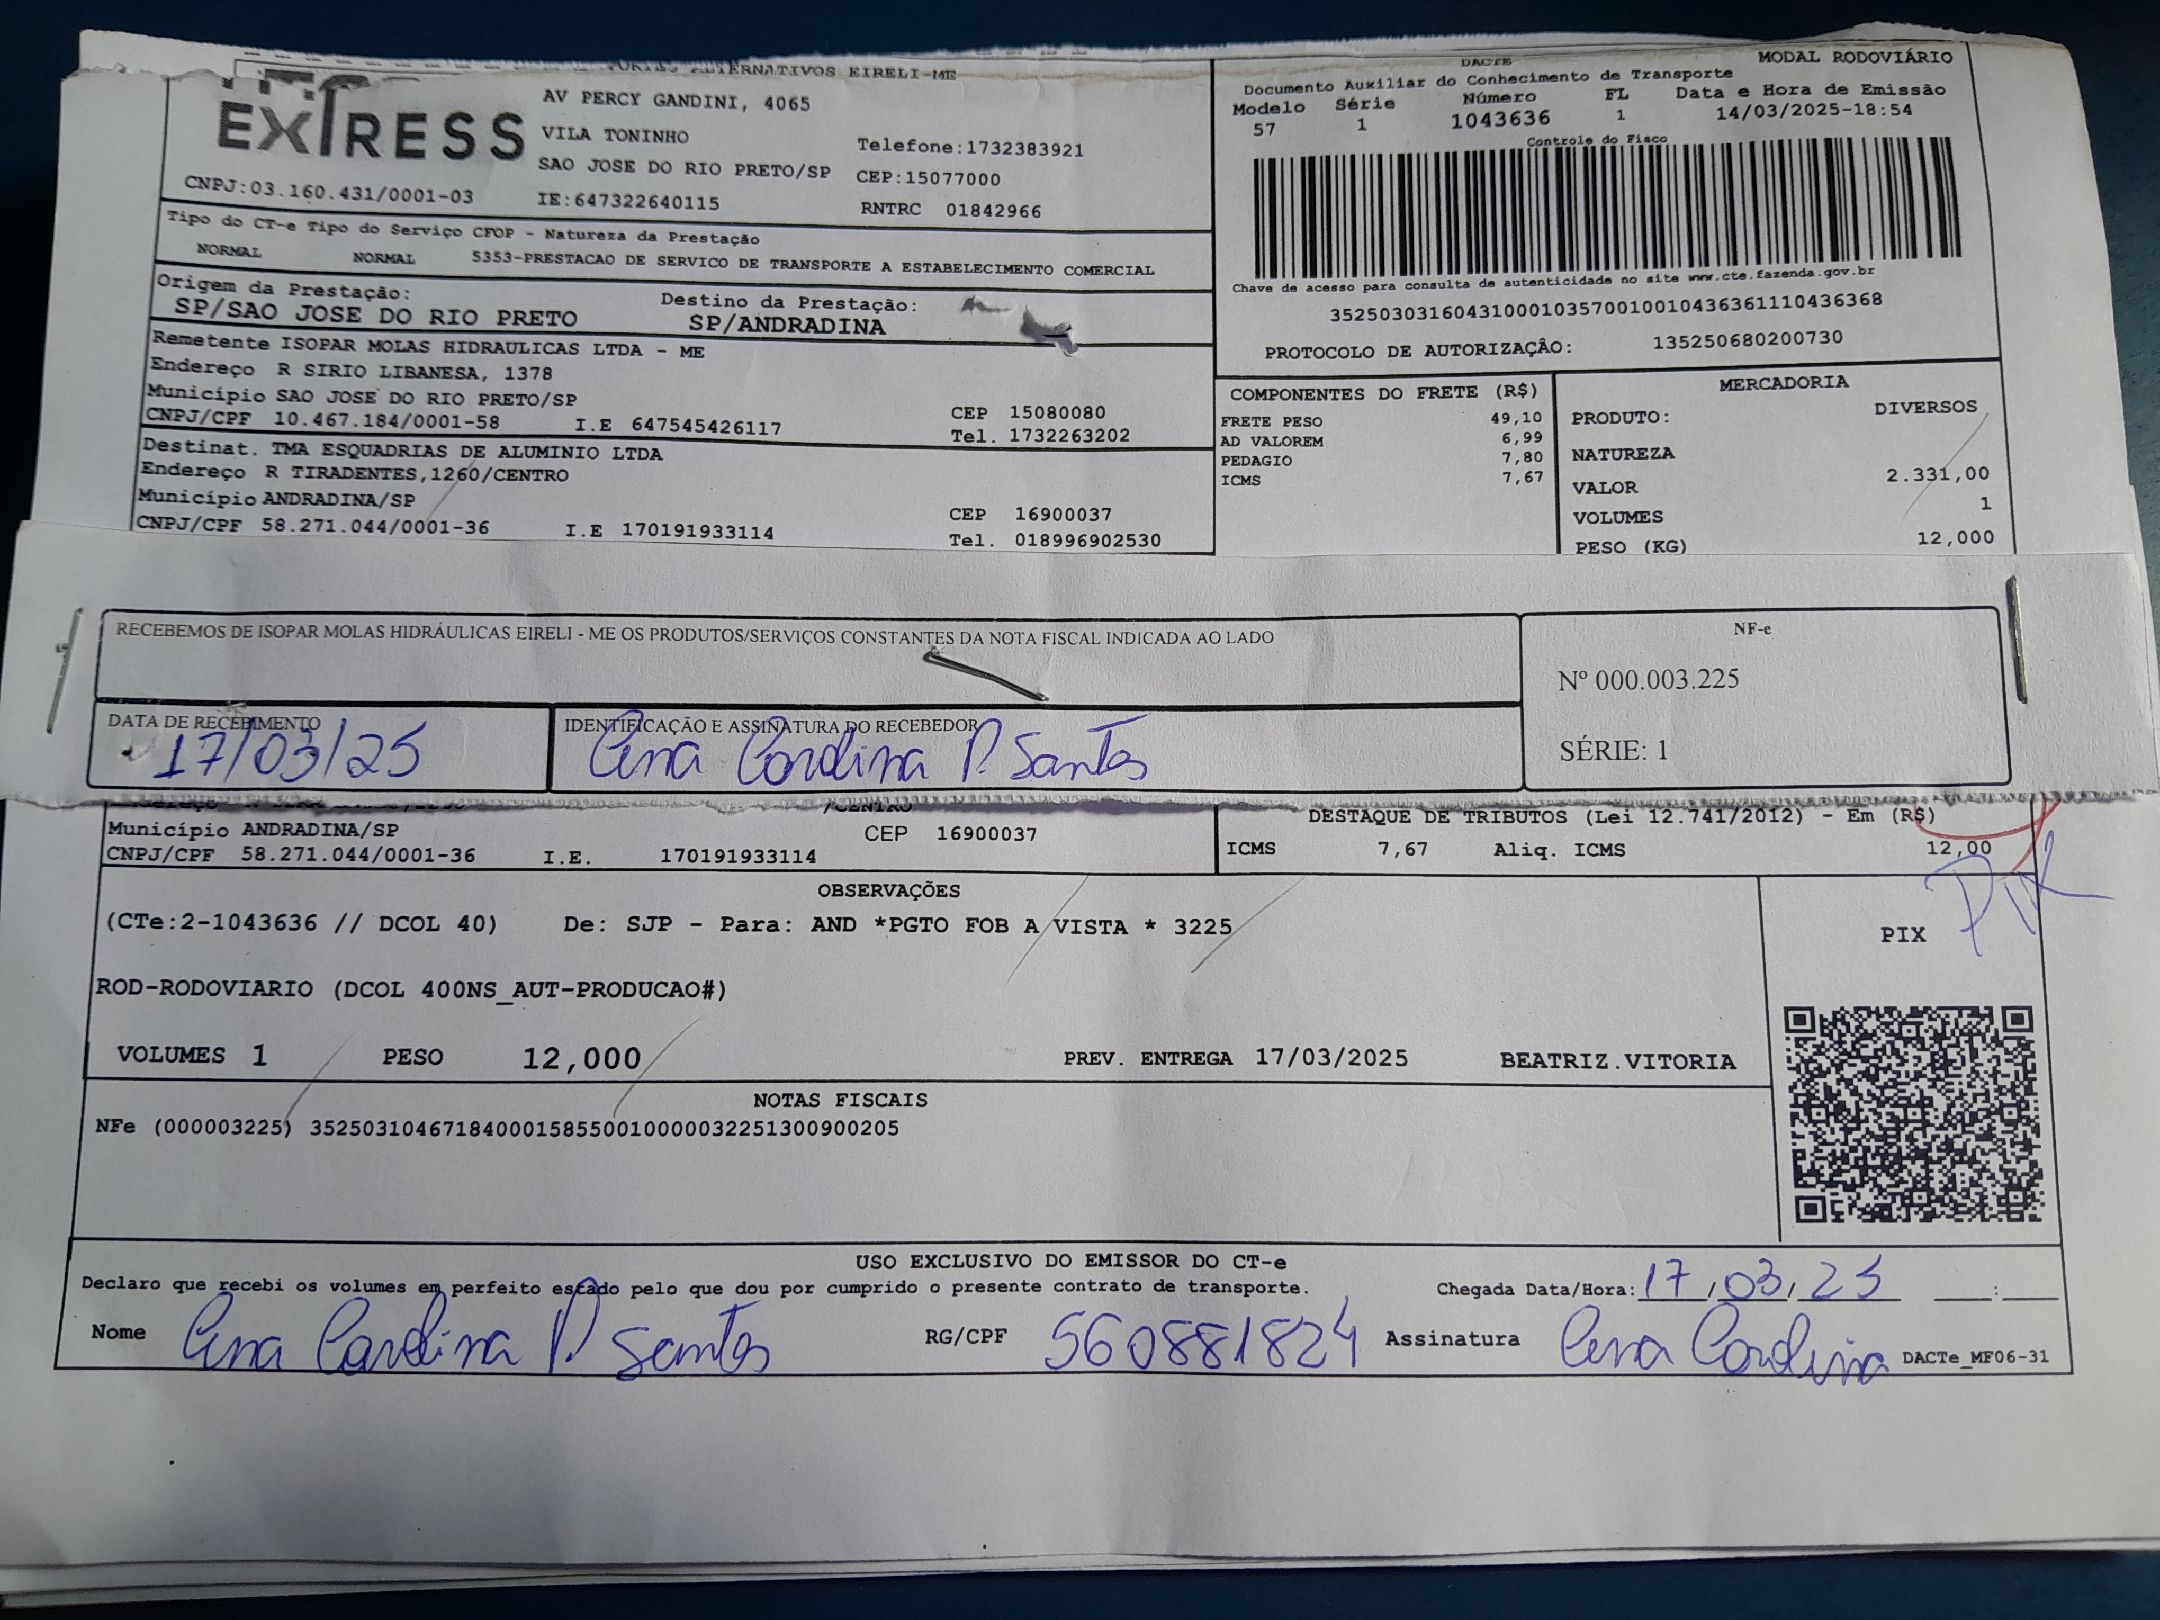 EXTRESS
ALTERNATIVOS EIRELI-ME
AV PERCY GANDINI, 4065
VILA TONINHO
SAO JOSE DO RIO PRETO/SP
Telefone:1732383921
CEP:15077000
CNPJ:03.160.431/0001-03
IE:647322640115
RNTRC 01842966
DACTE
MODAL RODOVIÁRIO
Documento Auxiliar do Conhecimento de Transporte
Modelo Série Número FL Data e Hora de Emissão
57 1 1043636 1 14/03/2025-18:54
Controle do Fisco
Chave de acesso para consulta de autenticidade no site www.cte.fazenda.gov.br
35250303160431000103570010010436361110436368
PROTOCOLO DE AUTORIZAÇÂO: 135250680200730
Tipo do CT-e Tipo do Serviço CFOP - Natureza da Prestação
NORMAL NORMAL 5353-PRESTACAO DE SERVICO DE TRANSPORTE A ESTABELECIMENTO COMERCIAL
Origem da Prestação: Destino da Prestação:
SP/SAO JOSE DO RIO PRETO SP/ANDRADINA
Remetente ISOPAR MOLAS HIDRAULICAS LTDA - ME
Endereço R SIRIO LIBANESA, 1378
Município SAO JOSE DO RIO PRETO/SP CEP 15080080
CNPJ/CPF 10.467.184/0001-58 I.E 647545426117 Tel. 1732263202
Destinat. TMA ESQUADRIAS DE ALUMINIO LTDA
Endereço R TIRADENTES,1260/CENTRO
Município ANDRADINA/SP CEP 16900037
CNPJ/CPF 58.271.044/0001-36 I.E 170191933114 Tel. 018996902530
COMPONENTES DO FRETE (R$)
FRETE PESO 49,10
AD VALOREM 6,99
PEDAGIO 7,80
ICMS 7,67
MERCADORIA
PRODUTO: DIVERSOS
NATUREZA
VALOR 2.331,00
VOLUMES 1
PESO (KG) 12,000
RECEBEMOS DE ISOPAR MOLAS HIDRÁULICAS EIRELI - ME OS PRODUTOS/SERVIÇOS CONSTANTES DA NOTA FISCAL INDICADA AO LADO
NF-e
Nº 000.003.225
SÉRIE: 1
DATA DE RECEBIMENTO
17/03/25
IDENTIFICAÇÃO E ASSINATURA DO RECEBEDOR
Ana Carolina P. Santos
/CENTRO
Município ANDRADINA/SP CEP 16900037
CNPJ/CPF 58.271.044/0001-36 I.E. 170191933114
DESTAQUE DE TRIBUTOS (Lei 12.741/2012) - Em (R$)
ICMS 7,67 Aliq. ICMS 12,00
OBSERVAÇÕES
(CTe:2-1043636 // DCOL 40) De: SJP - Para: AND *PGTO FOB A VISTA * 3225
ROD-RODOVIARIO (DCOL 400NS_AUT-PRODUCAO#)
VOLUMES 1 PESO 12,000 PREV. ENTREGA 17/03/2025 BEATRIZ.VITORIA
PIX
PIX
NOTAS FISCAIS
NFe (000003225) 35250310467184000158550010000032251300900205
USO EXCLUSIVO DO EMISSOR DO CT-e
Declaro que recebi os volumes em perfeito estado pelo que dou por cumprido o presente contrato de transporte.
Chegada Data/Hora: 17/03/25 :
Nome Ana Carolina P. Santos RG/CPF 560881824 Assinatura Ana Carolina DACTe_MF06-31